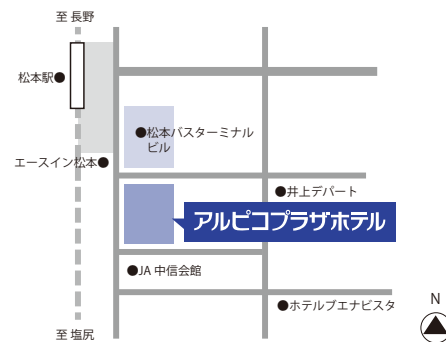 至 長野
松本駅●
●松本バスターミナル
ビル
エースイン松本●
●井上デパート
アルピコプラザホテル
●JA 中信会館
●ホテルブエナビスタ
N
至 塩尻